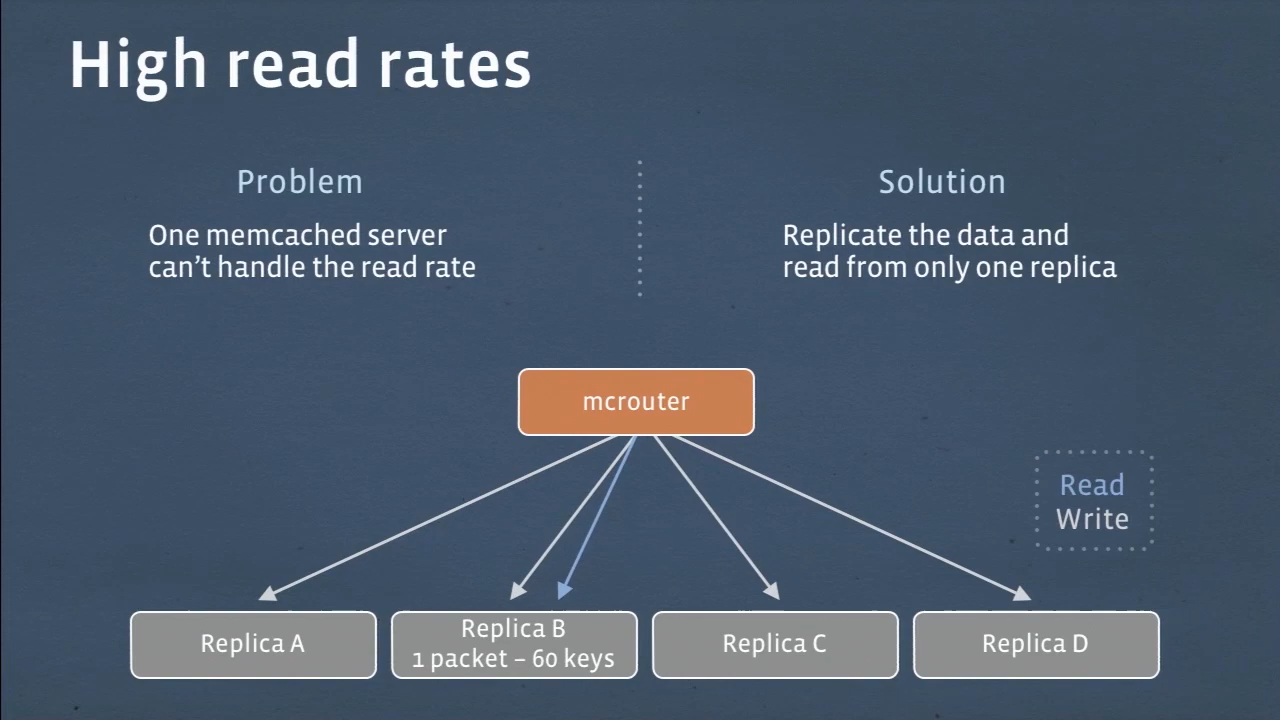 High read rates
Problem
One memcached server
can’t handle the read rate
Solution
Replicate the data and
read from only one replica
mcrouter
Read
Write
Replica A
Replica B
1 packet – 60 keys
Replica C
Replica D